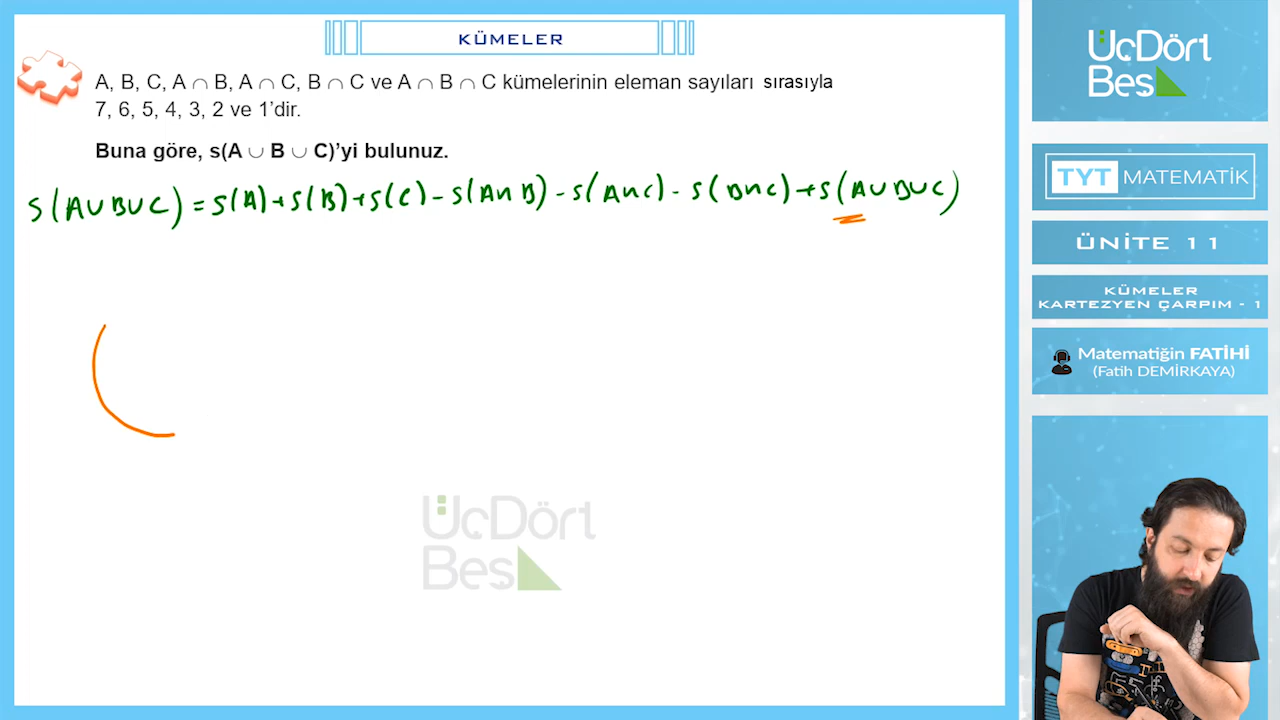 KÜMELER
A, B, C, A ∩ B, A ∩ C, B ∩ C ve A ∩ B ∩ C kümelerinin eleman sayıları sırasıyla
7, 6, 5, 4, 3, 2 ve 1'dir.
Buna göre, s(A ∪ B ∪ C)'yi bulunuz.
S(A∪B∪C) = S(A)+S(B)+S(C) - S(A∩B) - S(A∩C) - S(B∩C) + S(A∪B∪C)
ÜçDört
Beş
ÜçDört
Beş
TYT MATEMATİK
ÜNİTE 11
KÜMELER
KARTEZYEN ÇARPIM - 1
Matematiğin FATİHİ
(Fatih DEMİRKAYA)